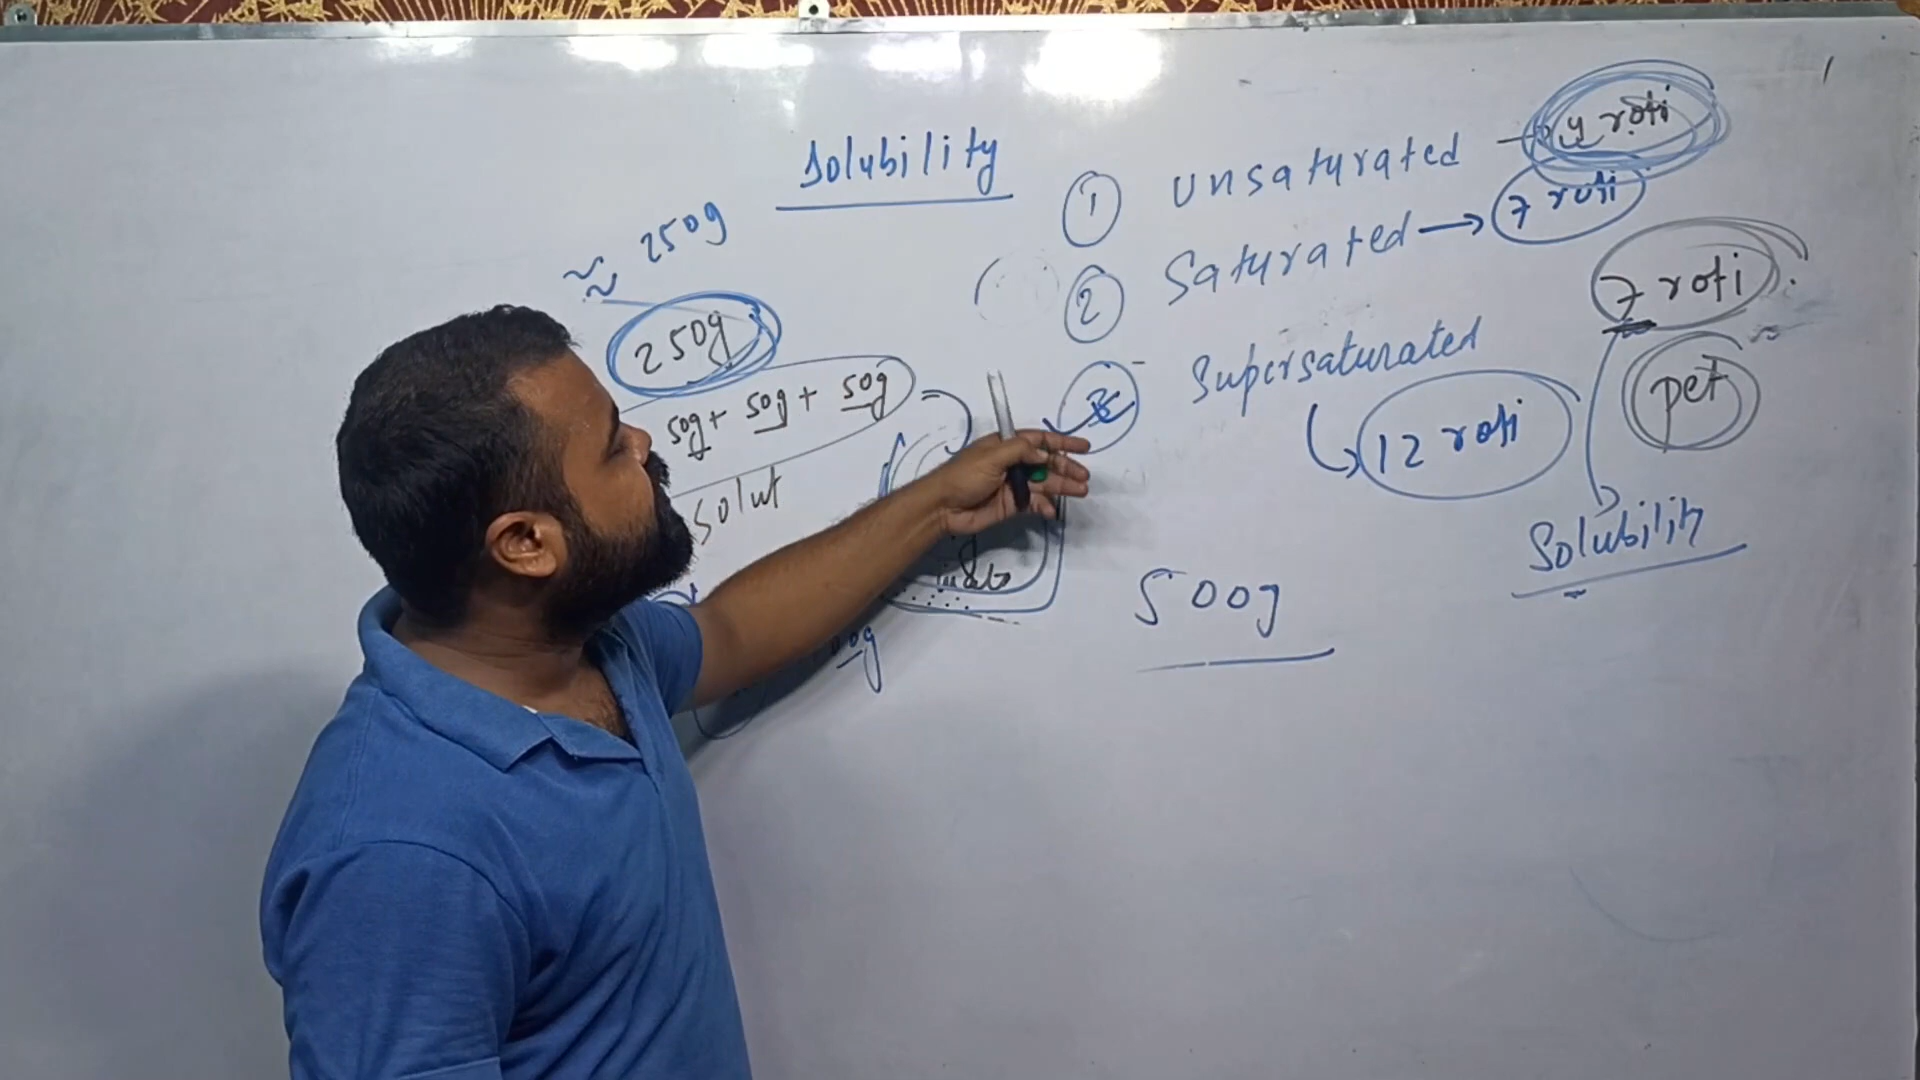 Solubility
≈ 250g
250g
50g + 50g + 50g
Solut
00g
① Unsaturated → 4 roti
② Saturated → 7 roti
Supersaturated
12 roti
7 roti
pet
Solubility
500g